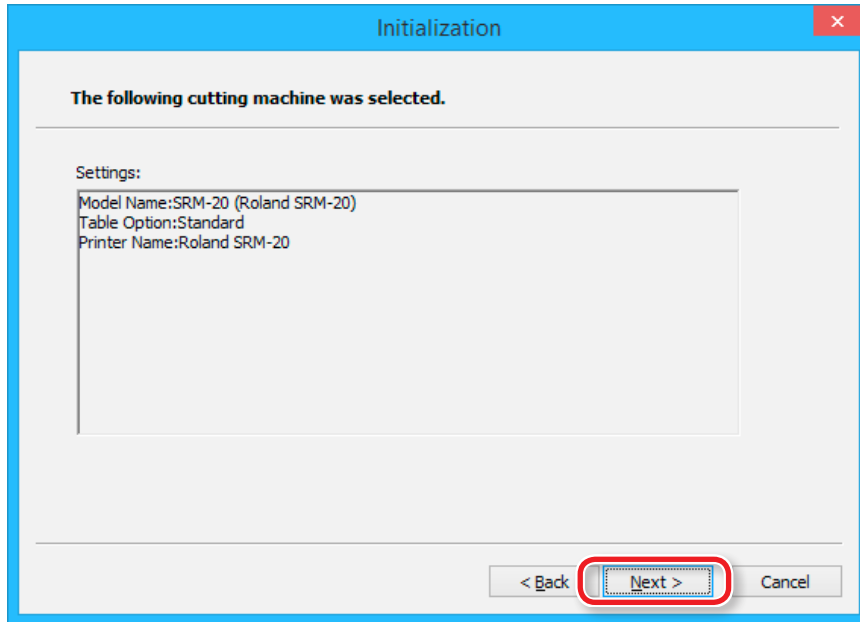 Initialization
The following cutting machine was selected.
Settings:
Model Name:SRM-20 (Roland SRM-20)
Table Option:Standard
Printer Name:Roland SRM-20
< Back Next > Cancel